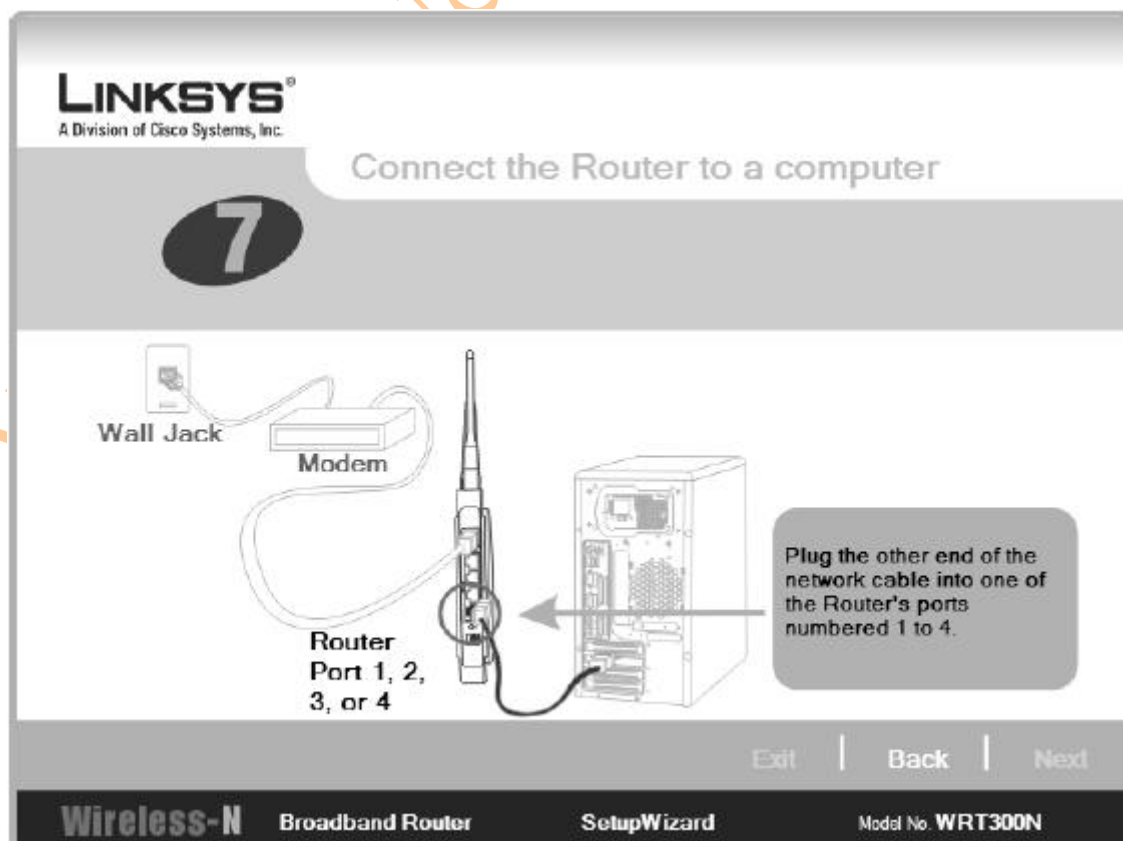 LINKSYS®
A Division of Cisco Systems, Inc.
Connect the Router to a computer
7
Wall Jack
Modem
Router
Port 1, 2,
3, or 4
Plug the other end of the
network cable into one of
the Router's ports
numbered 1 to 4.
Exit | Back | Next
Wireless-N Broadband Router SetupWizard Model No. WRT300N